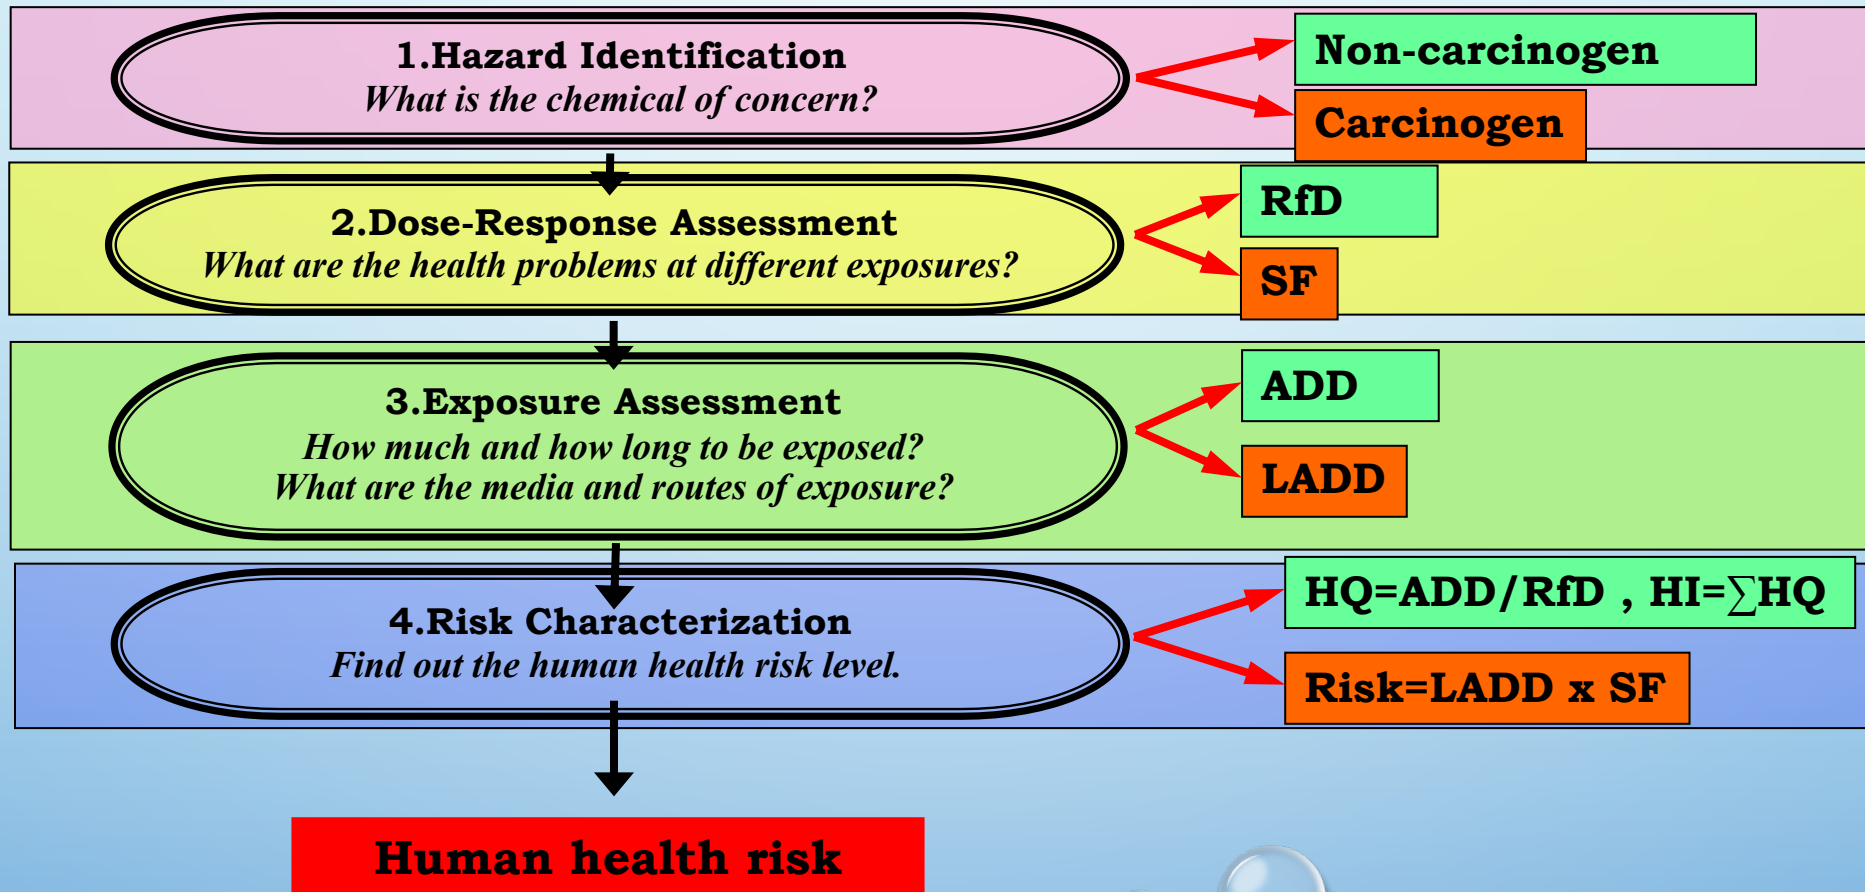 1.Hazard Identification
What is the chemical of concern?
Non-carcinogen
Carcinogen
2.Dose-Response Assessment
What are the health problems at different exposures?
RfD
SF
3.Exposure Assessment
How much and how long to be exposed?
What are the media and routes of exposure?
ADD
LADD
4.Risk Characterization
Find out the human health risk level.
HQ=ADD/RfD , HI=∑HQ
Risk=LADD x SF
Human health risk